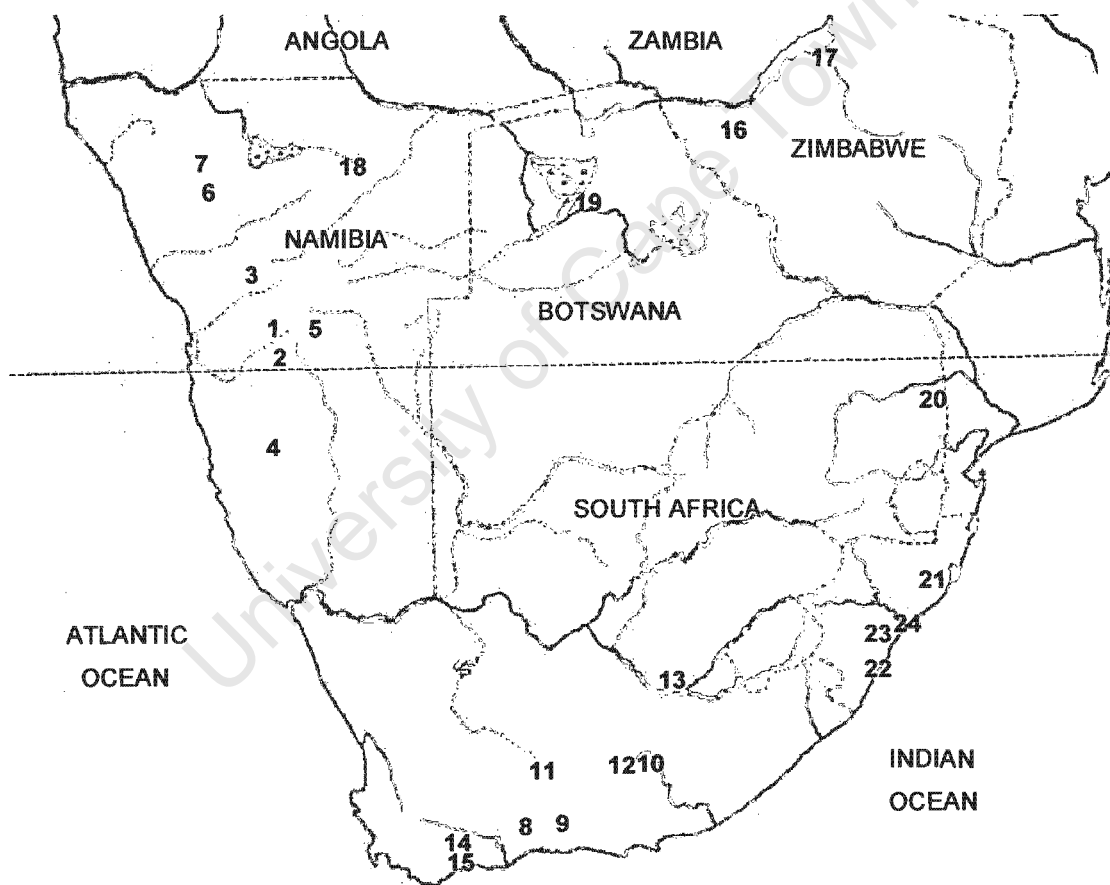 ANGOLA
ZAMBIA
17
16
ZIMBABWE
7
18
6
19
NAMIBIA
3
BOTSWANA
1
5
2
20
4
SOUTH AFRICA
21
ATLANTIC
OCEAN
24
23
22
13
11
12
10
INDIAN
OCEAN
8
9
14
15
University of Cape Town